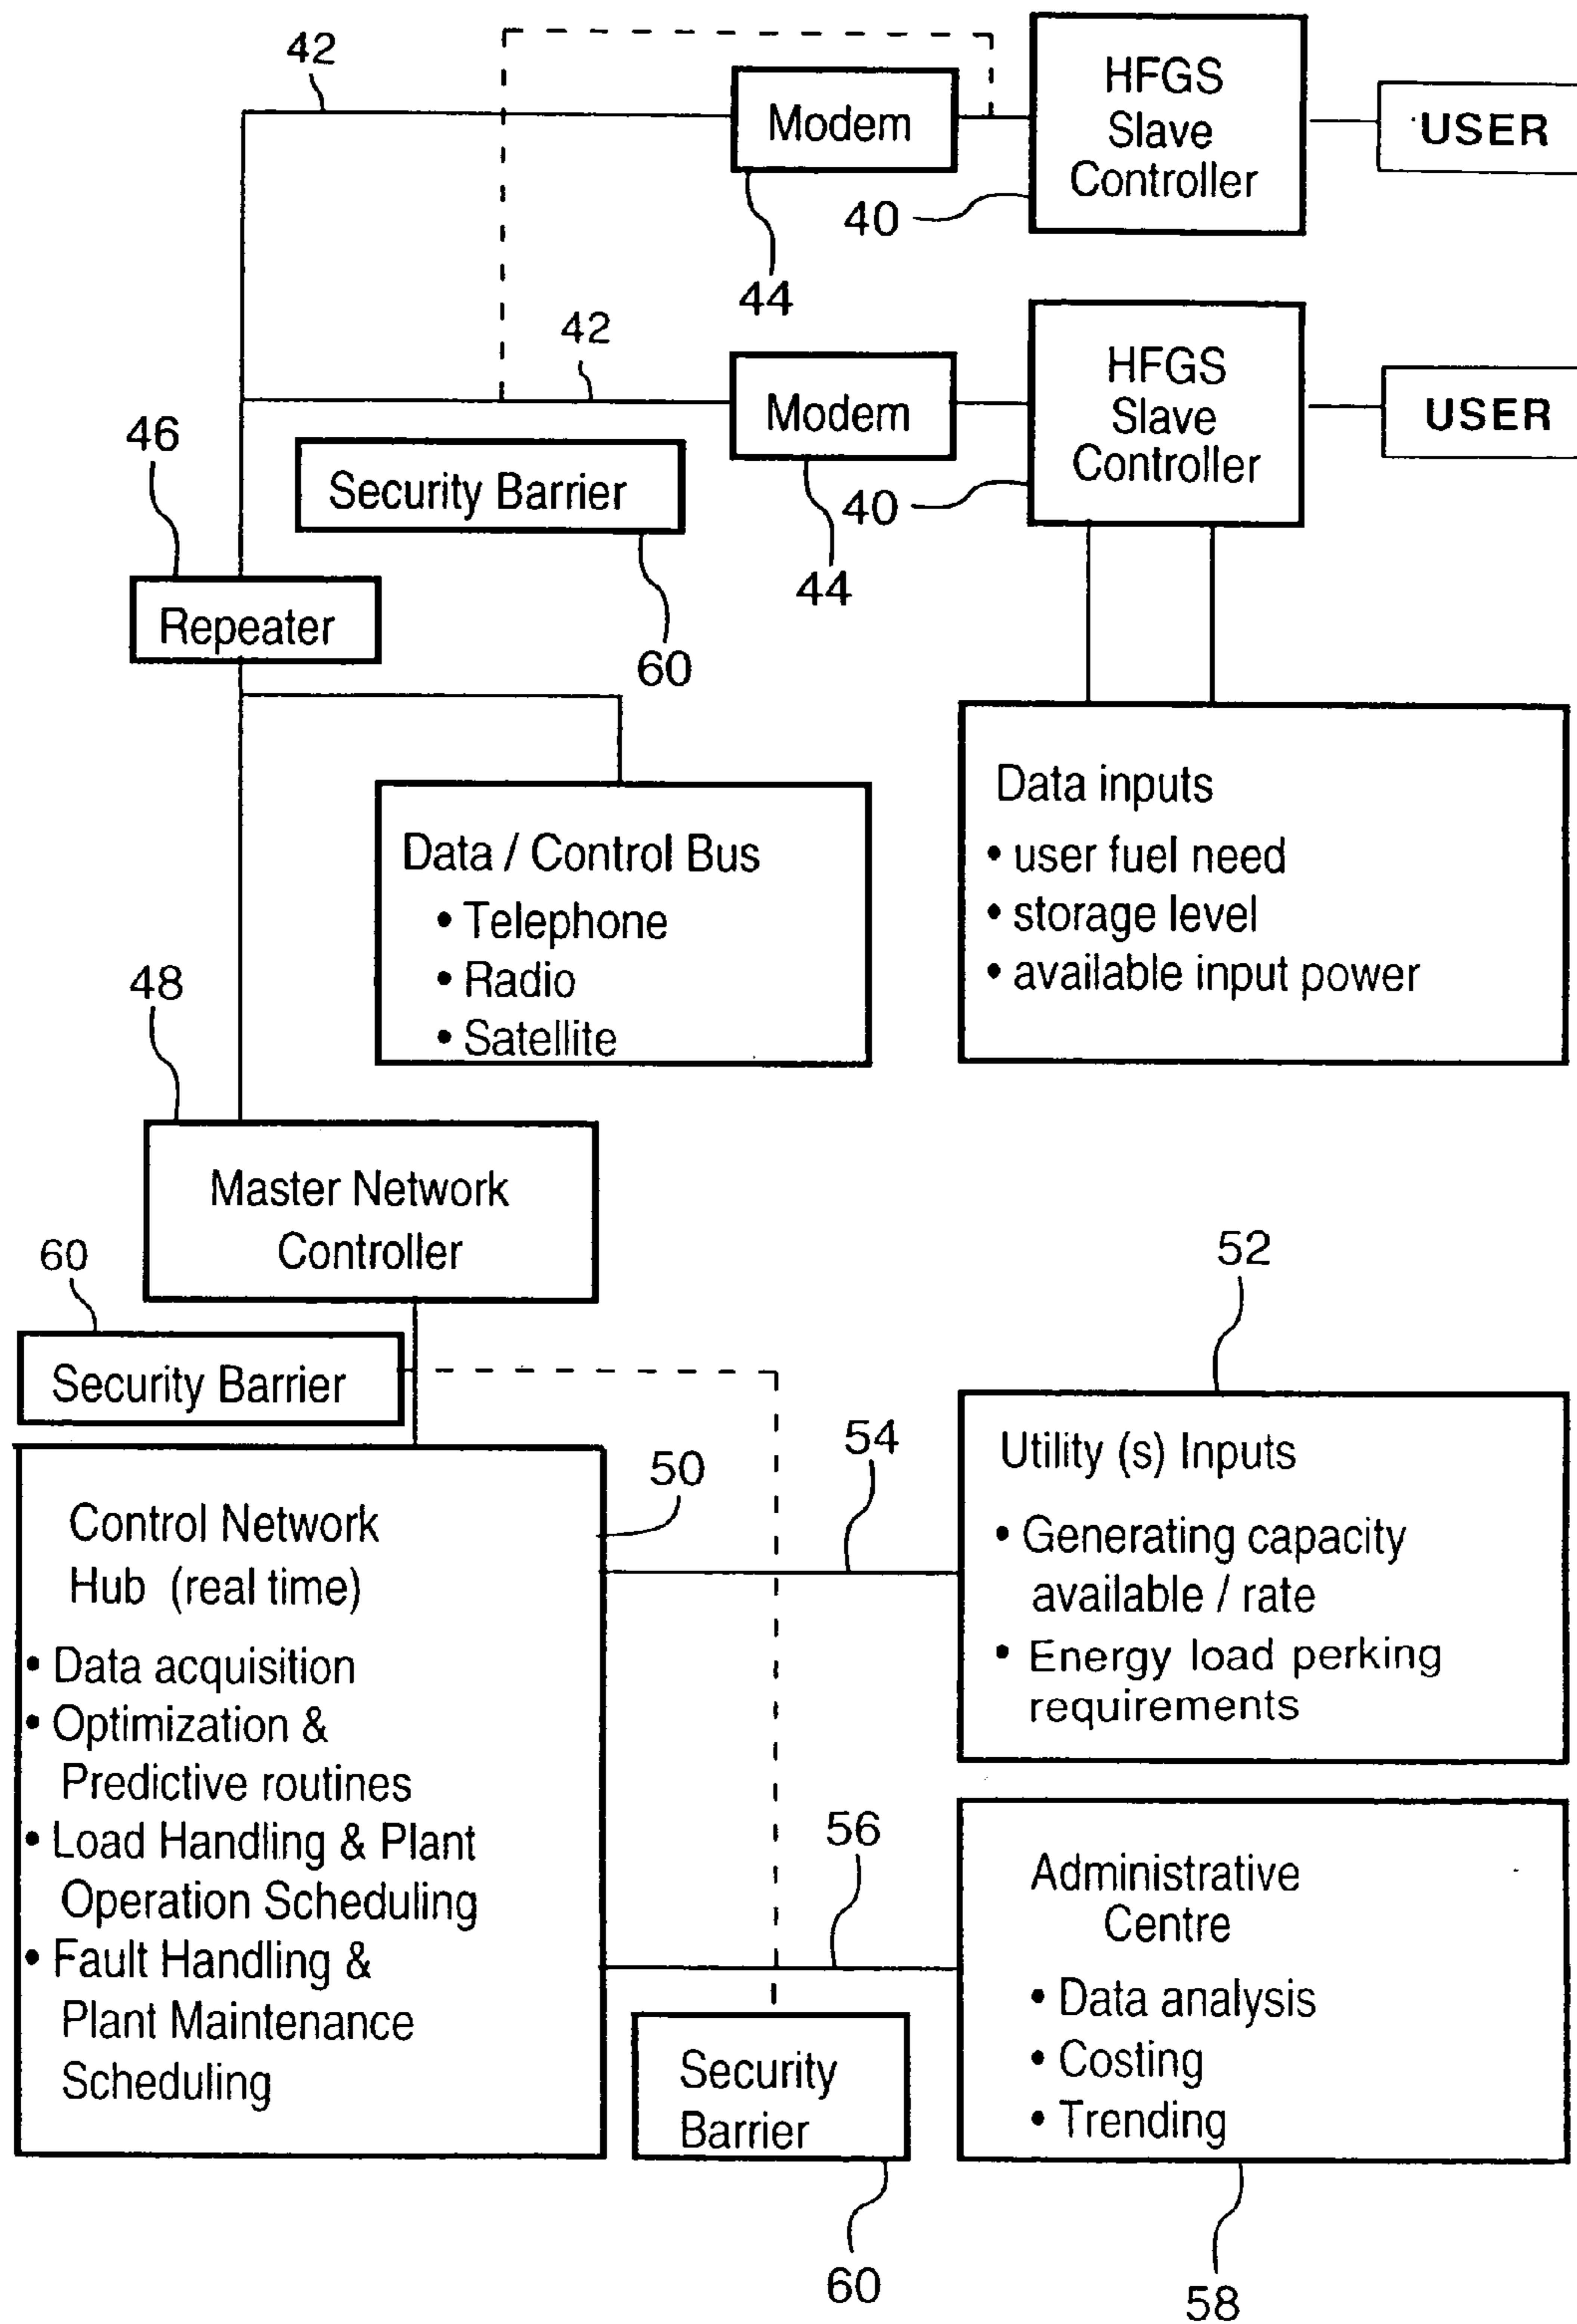 42
Modem
HFGS
Slave
Controller
USER
40
44
42
Modem
HFGS
Slave
Controller
USER
46
Security Barrier
40
44
Repeater
60
Data / Control Bus
• Telephone
• Radio
• Satellite
Data inputs
• user fuel need
• storage level
• available input power
48
Master Network
Controller
60
Security Barrier
52
54
50
Control Network
Hub (real time)
• Data acquisition
• Optimization &
Predictive routines
• Load Handling & Plant
Operation Scheduling
• Fault Handling &
Plant Maintenance
Scheduling
Utility (s) Inputs
• Generating capacity
available / rate
• Energy load perking
requirements
56
Administrative
Centre
• Data analysis
• Costing
• Trending
Security
Barrier
60
58